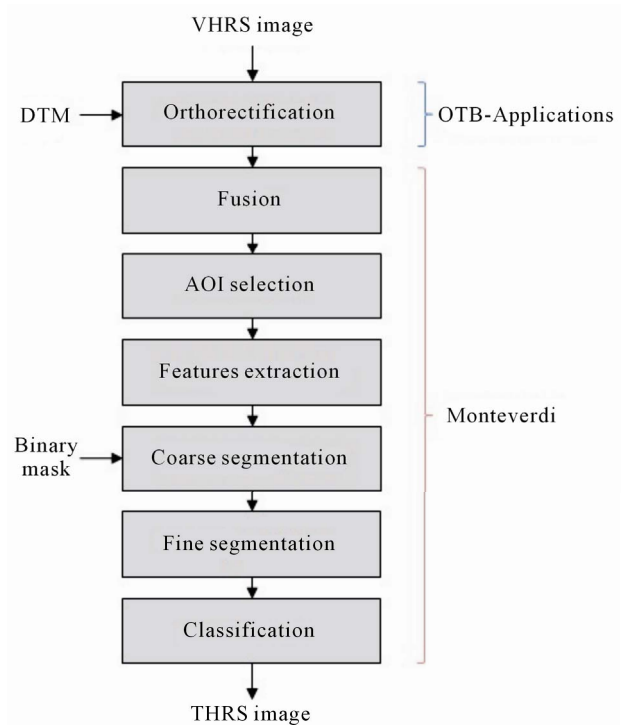 VHRS image
DTM
Orthorectification
OTB-Applications
Fusion
AOI selection
Features extraction
Monteverdi
Binary
mask
Coarse segmentation
Fine segmentation
Classification
THRS image